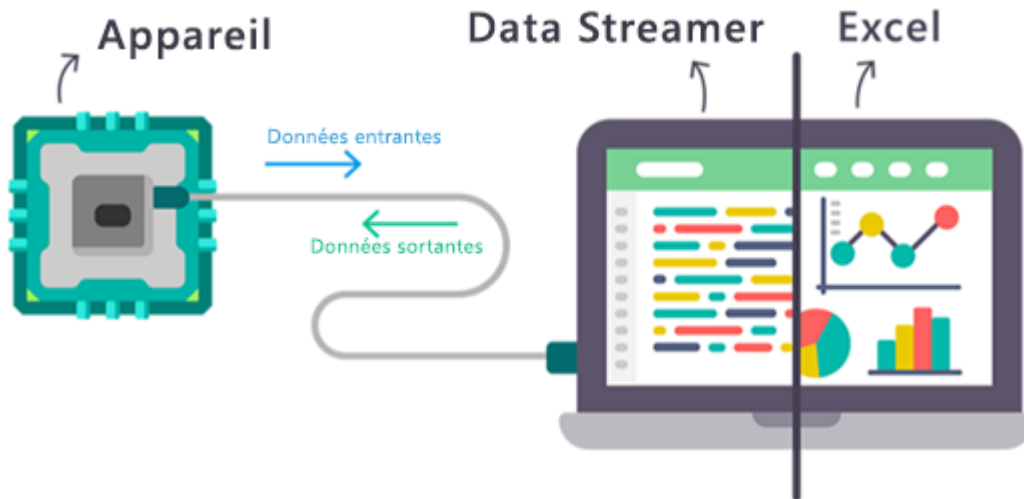 Appareil
Data Streamer
Excel
Données entrantes
Données sortantes